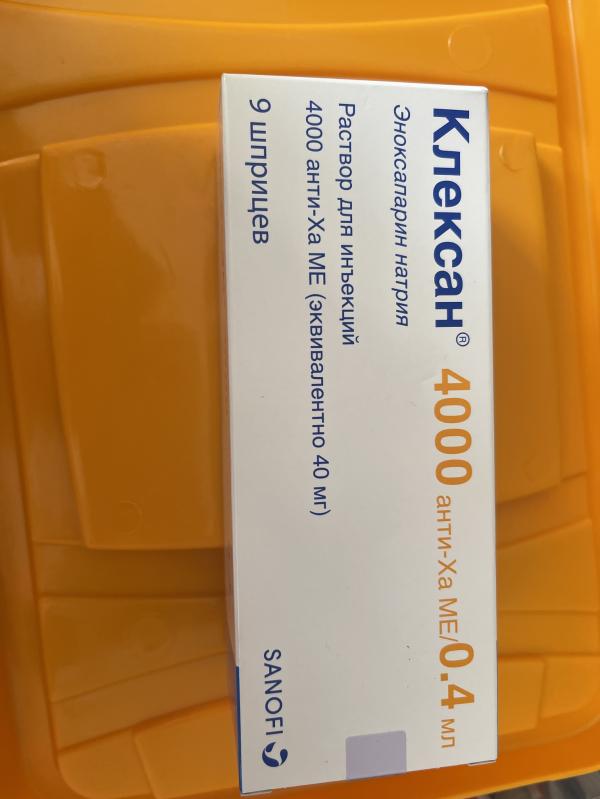 Клексан® 4000 анти-Ха МЕ/0.4 мл
Эноксапарин натрия
Раствор для инъекций
4000 анти-Ха МЕ (эквивалентно 40 мг)
9 шприцев
SANOFI